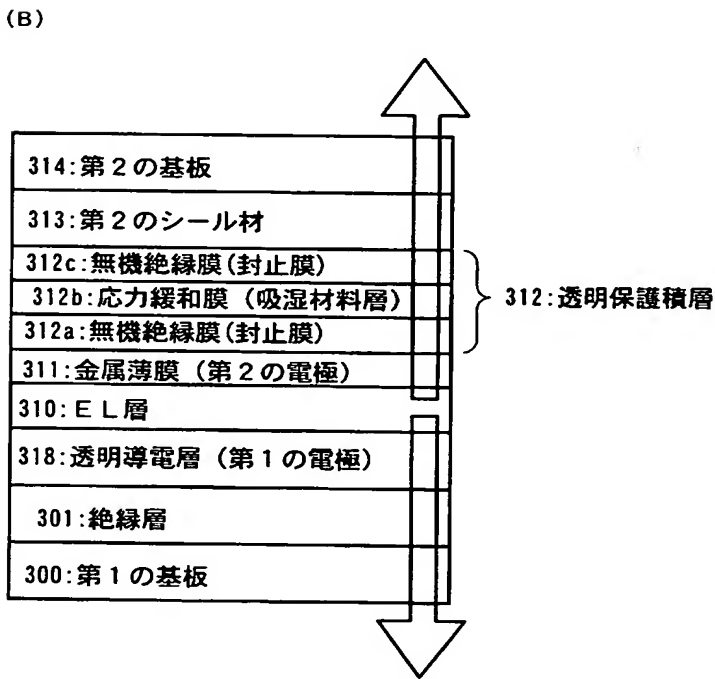 (B)
314:第2の基板
313:第2のシール材
312c:無機絶縁膜(封止膜)
312b:応力緩和膜(吸湿材料層)
312:透明保護積層
312a:無機絶縁膜(封止膜)
311:金属薄膜(第2の電極)
310:EL層
318:透明導電層(第1の電極)
301:絶縁層
300:第1の基板